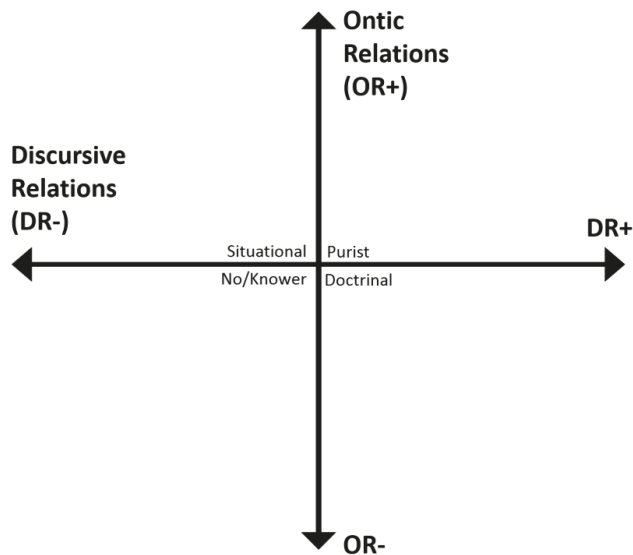 Ontic
Relations
(OR+)
Discursive
Relations
(DR-)
DR+
Situational
Purist
No/Knower
Doctrinal
OR-